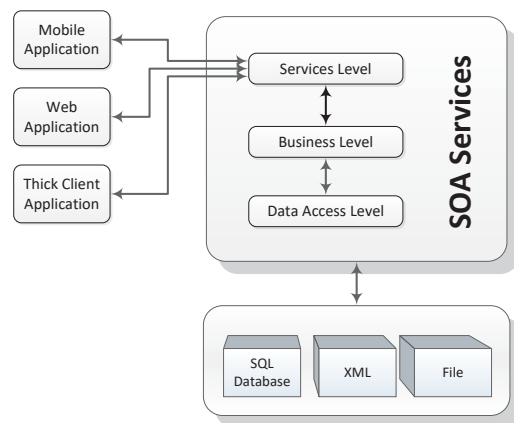 Mobile
Application
Web
Application
Thick Client
Application
Services Level
Business Level
Data Access Level
SOA Services
SQL
Database
XML
File